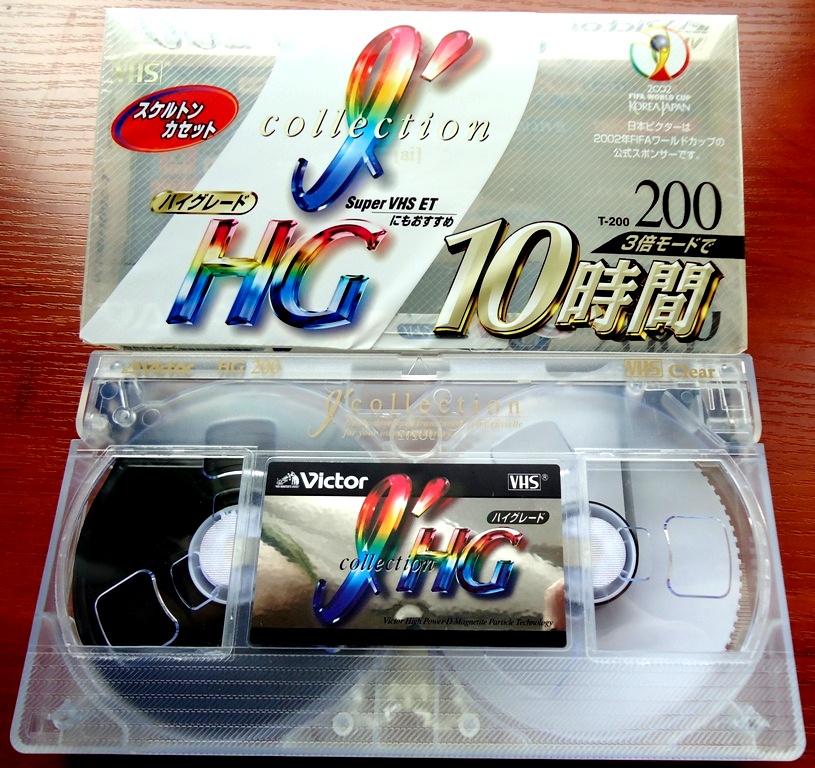 VHS
スケルトン
カセット
i'
collection
[ai]
2002
FIFA WORLD CUP
KOREA JAPAN
日本ビクターは
2002年FIFAワールドカップの
公式スポンサーです。
ハイグレード
Super VHS ET
にもおすすめ
HG
T-200 200
3倍モードで
10時間
Victor HG 200
VHS Clear
i'collection
Victor
VHS®
ハイグレード
i' collection HG
Victor High Power-D Magnetite Particle Technology